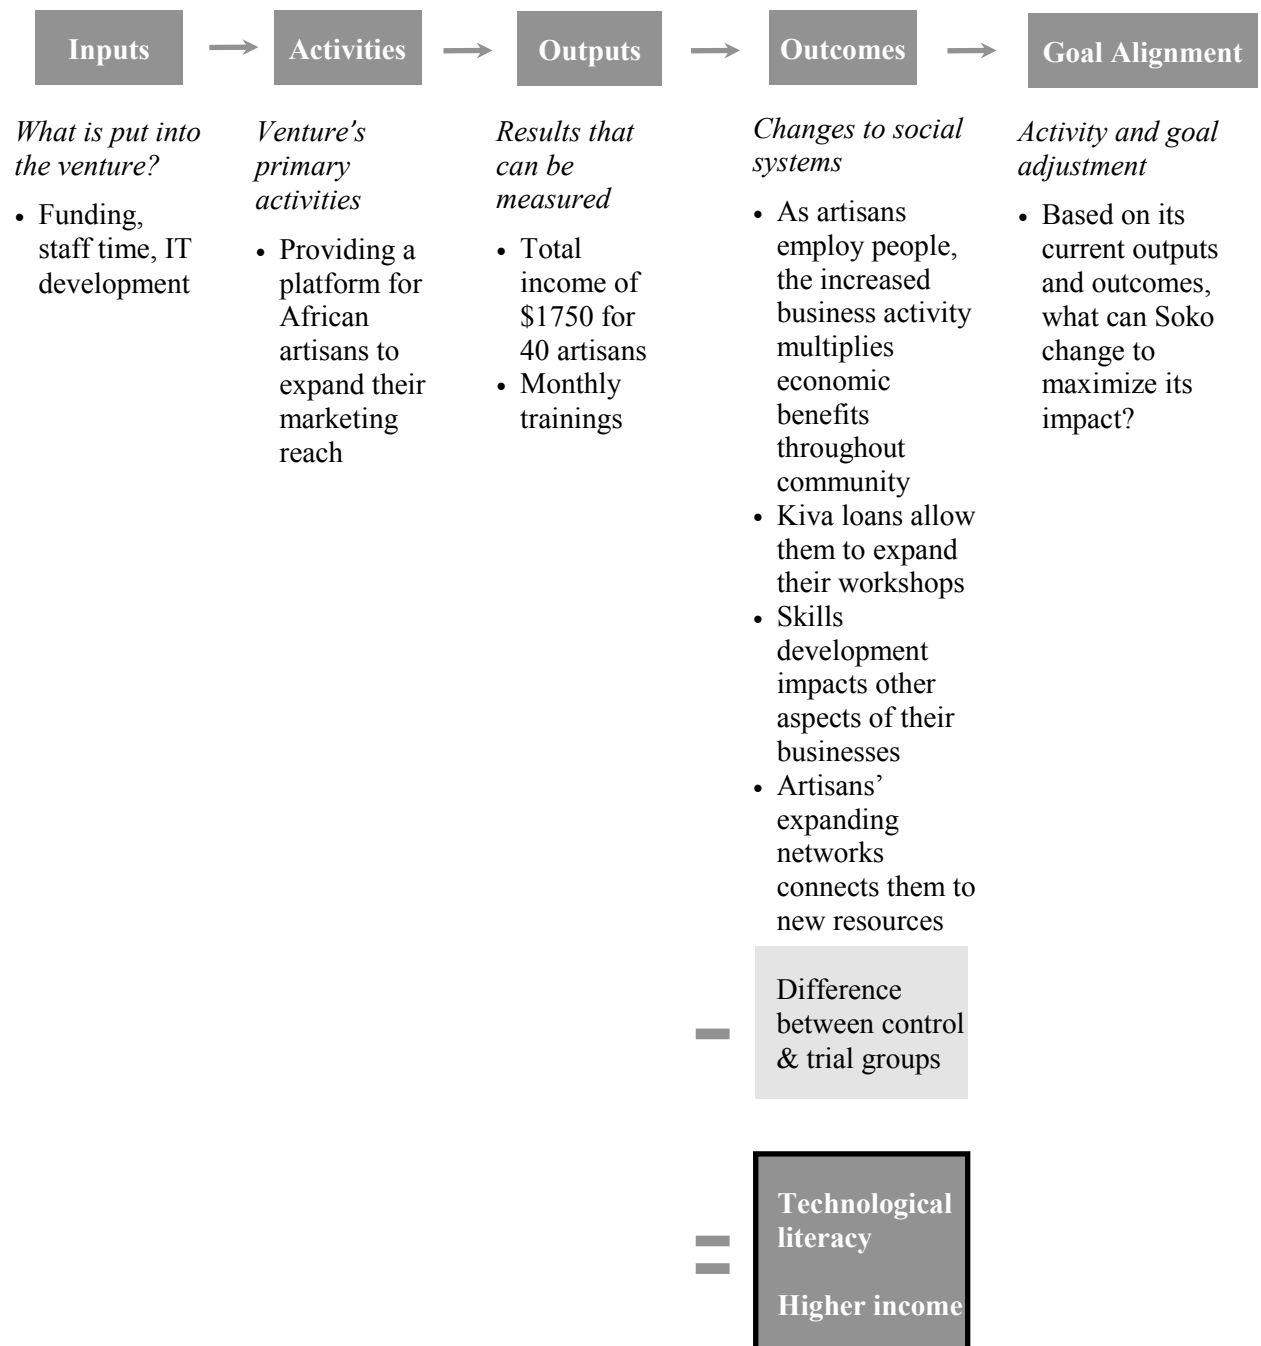 Inputs
Activities
Outputs
Outcomes
Goal Alignment
What is put into
the venture?
• Funding,
staff time, IT
development
Venture’s
primary
activities
• Providing a
platform for
African
artisans to
expand their
marketing
reach
Results that
can be
measured
• Total
income of
$1750 for
40 artisans
• Monthly
trainings
Changes to social
systems
• As artisans
employ people,
the increased
business activity
multiplies
economic
benefits
throughout
community
• Kiva loans allow
them to expand
their workshops
• Skills
development
impacts other
aspects of their
businesses
• Artisans’
expanding
networks
connects them to
new resources
Activity and goal
adjustment
• Based on its
current outputs
and outcomes,
what can Soko
change to
maximize its
impact?
Difference
between control
& trial groups
Technological
literacy
Higher income